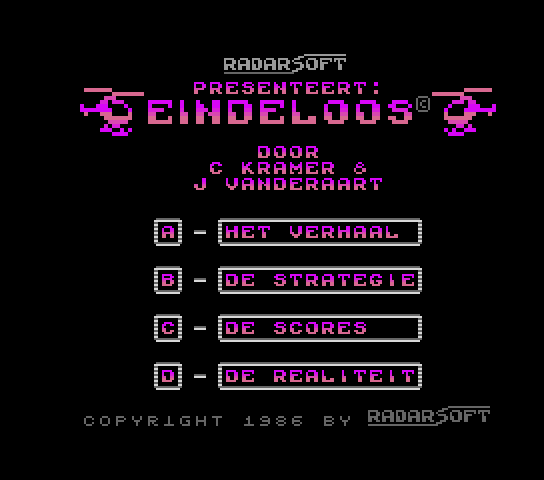 RADARSOFT
PRESENTEERT:
EINDELOOS©
DOOR
C KRAMER &
J VANDERAART
A - HET VERHAAL
B - DE STRATEGIE
C - DE SCORES
D - DE REALITEIT
COPYRIGHT 1986 BY RADARSOFT